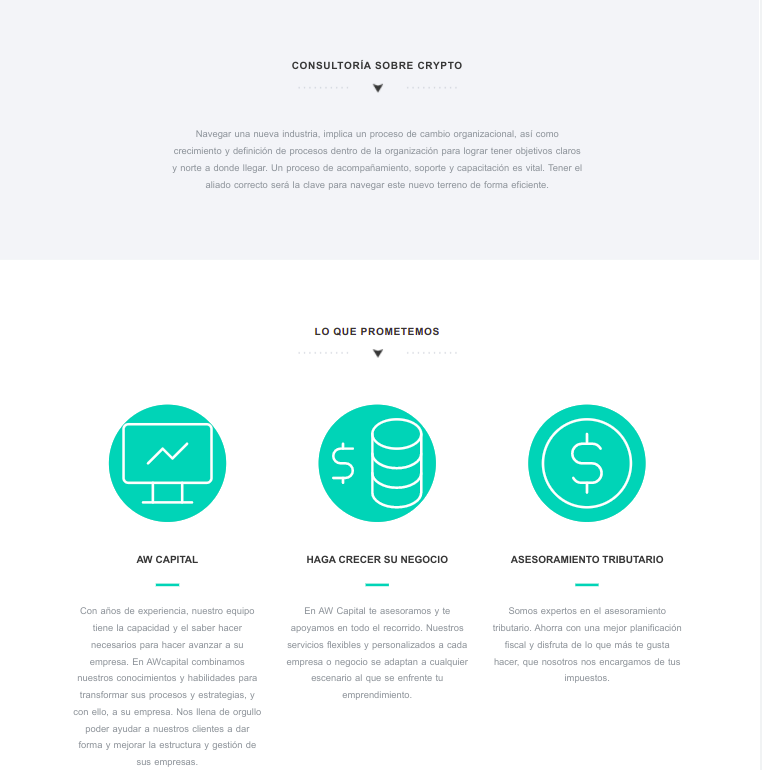 CONSULTORÍA SOBRE CRYPTO
Navegar una nueva industria, implica un proceso de cambio organizacional, así como
crecimiento y definición de procesos dentro de la organización para lograr tener objetivos claros
y norte a donde llegar. Un proceso de acompañamiento, soporte y capacitación es vital. Tener el
aliado correcto será la clave para navegar este nuevo terreno de forma eficiente.
LO QUE PROMETEMOS
AW CAPITAL
Con años de experiencia, nuestro equipo
tiene la capacidad y el saber hacer
necesarios para hacer avanzar a su
empresa. En AWcapital combinamos
nuestros conocimientos y habilidades para
transformar sus procesos y estrategias, y
con ello, a su empresa. Nos llena de orgullo
poder ayudar a nuestros clientes a dar
forma y mejorar la estructura y gestión de
sus empresas.
HAGA CRECER SU NEGOCIO
En AW Capital te asesoramos y te
apoyamos en todo el recorrido. Nuestros
servicios flexibles y personalizados a cada
empresa o negocio se adaptan a cualquier
escenario al que se enfrente tu
emprendimiento.
ASESORAMIENTO TRIBUTARIO
Somos expertos en el asesoramiento
tributario. Ahorra con una mejor planificación
fiscal y disfruta de lo que más te gusta
hacer, que nosotros nos encargamos de tus
impuestos.